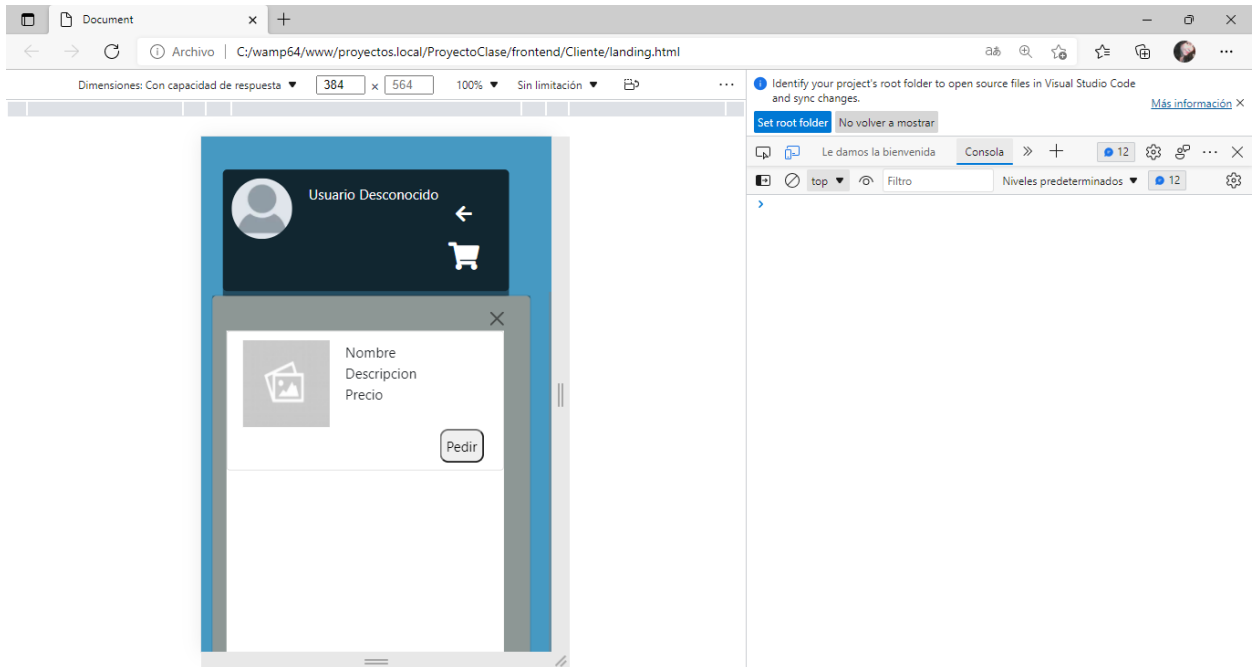 Document
Archivo | C:/wamp64/www/proyectos.local/ProyectoClase/frontend/Cliente/landing.html
aあ
Dimensiones: Con capacidad de respuesta ▼ 384 x 564 100% ▼ Sin limitación ▼
Identify your project's root folder to open source files in Visual Studio Code
and sync changes.
Más información
Set root folder No volver a mostrar
Le damos la bienvenida Consola 12
top ▼ Filtro Niveles predeterminados ▼ 12
Usuario Desconocido
Nombre
Descripcion
Precio
Pedir